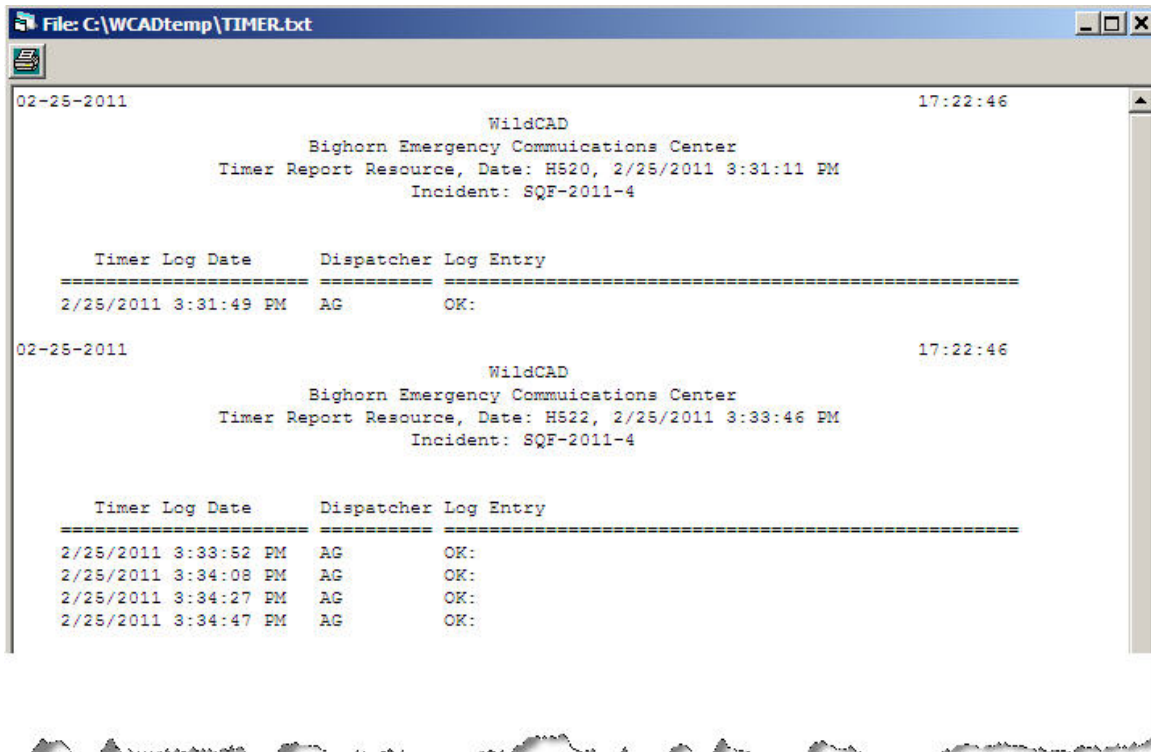 File: C:\WCADtemp\TIMER.txt
02-25-2011 17:22:46
WildCAD
Bighorn Emergency Commuications Center
Timer Report Resource, Date: H520, 2/25/2011 3:31:11 PM
Incident: SQF-2011-4
Timer Log Date Dispatcher Log Entry
====================== ========== ===================================================
2/25/2011 3:31:49 PM AG OK:
02-25-2011 17:22:46
WildCAD
Bighorn Emergency Commuications Center
Timer Report Resource, Date: H522, 2/25/2011 3:33:46 PM
Incident: SQF-2011-4
Timer Log Date Dispatcher Log Entry
====================== ========== ===================================================
2/25/2011 3:33:52 PM AG OK:
2/25/2011 3:34:08 PM AG OK:
2/25/2011 3:34:27 PM AG OK:
2/25/2011 3:34:47 PM AG OK: